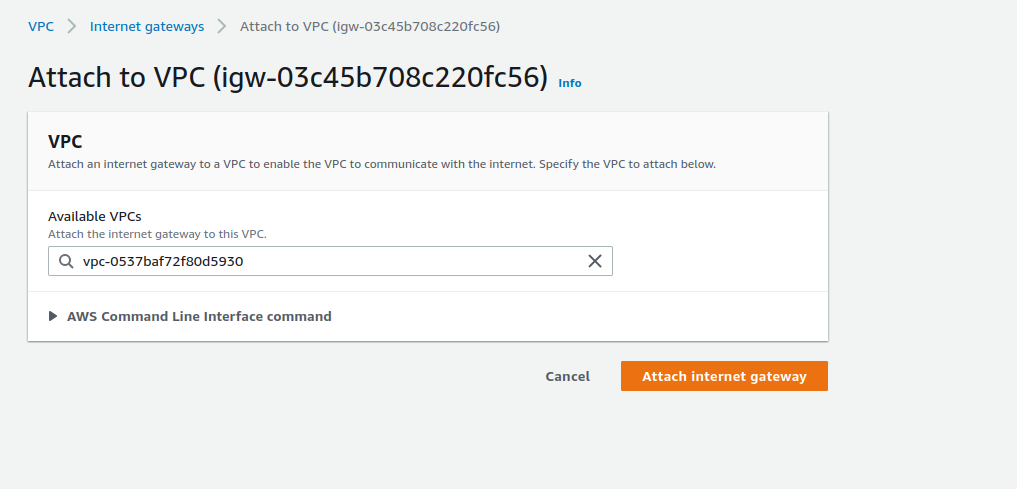 VPC > Internet gateways > Attach to VPC (igw-03c45b708c220fc56)
Attach to VPC (igw-03c45b708c220fc56) Info
VPC
Attach an internet gateway to a VPC to enable the VPC to communicate with the internet. Specify the VPC to attach below.
Available VPCs
Attach the internet gateway to this VPC.
vpc-0537baf72f80d5930
AWS Command Line Interface command
Cancel Attach internet gateway